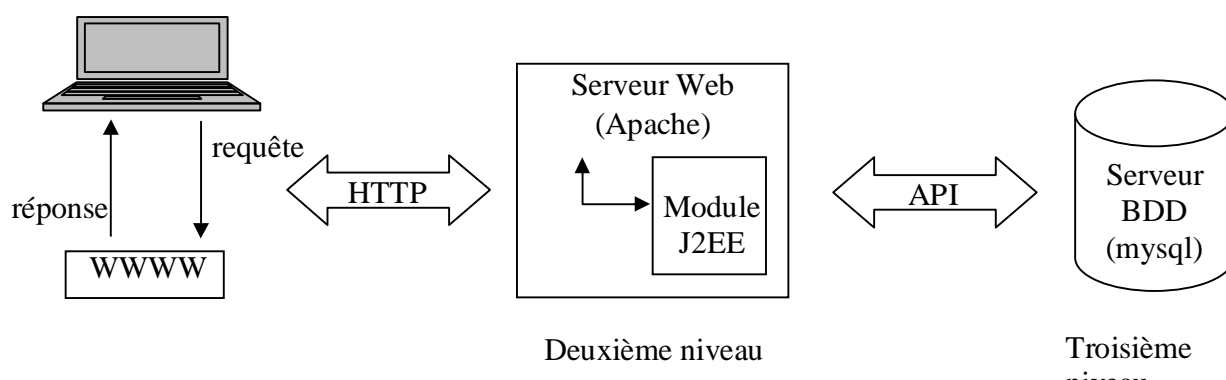 requête
réponse
WWWW
HTTP
Serveur Web
(Apache)
Module
J2EE
API
Serveur
BDD
(mysql)
Deuxième niveau
Troisième